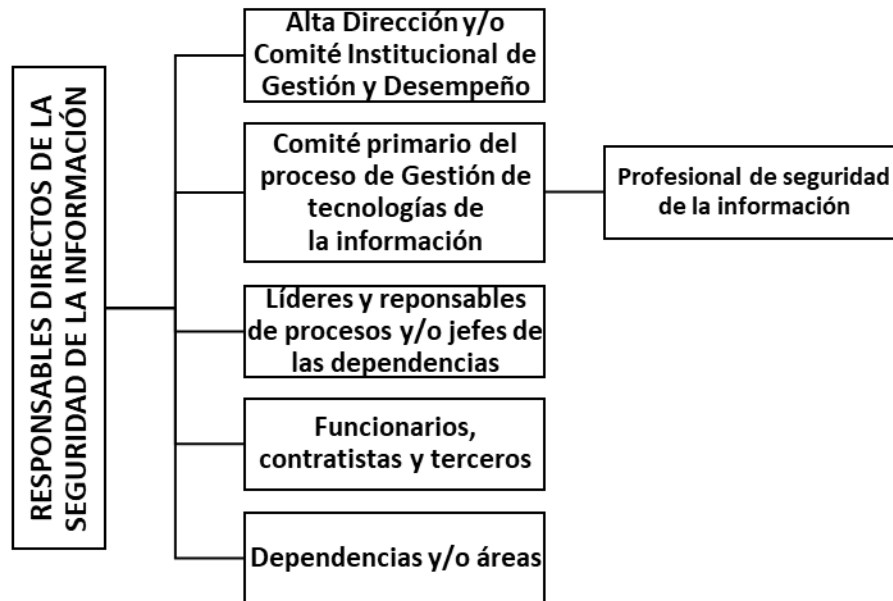 RESPONSABLES DIRECTOS DE LA
SEGURIDAD DE LA INFORMACIÓN
Alta Dirección y/o
Comité Institucional de
Gestión y Desempeño
Comité primario del
proceso de Gestión de
tecnologías de
la información
Profesional de seguridad
de la información
Líderes y reponsables
de procesos y/o jefes de
las dependencias
Funcionarios,
contratistas y terceros
Dependencias y/o áreas